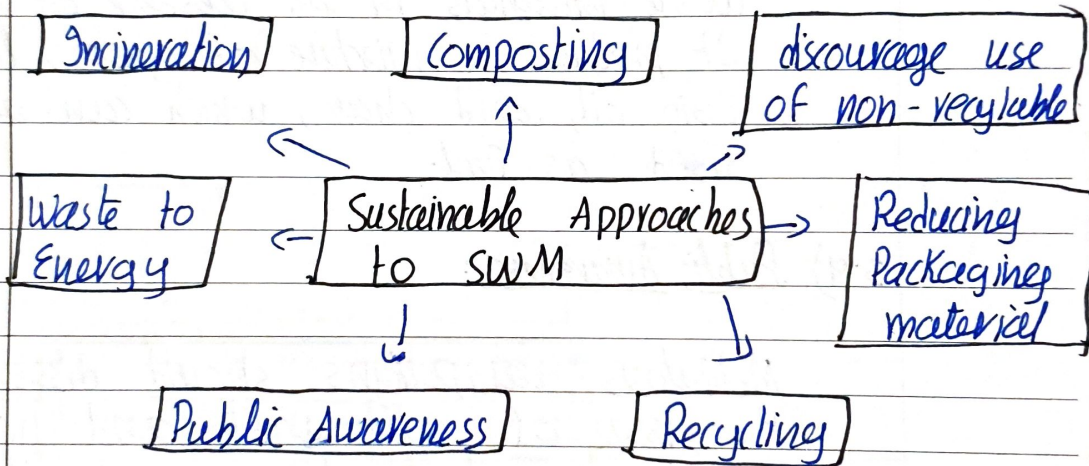 Incineration
Composting
discourage use
of non-recylable
Waste to
Energy
Sustainable Approaches
to SWM
Reducing
Packaging
material
Public Awareness
Recycling